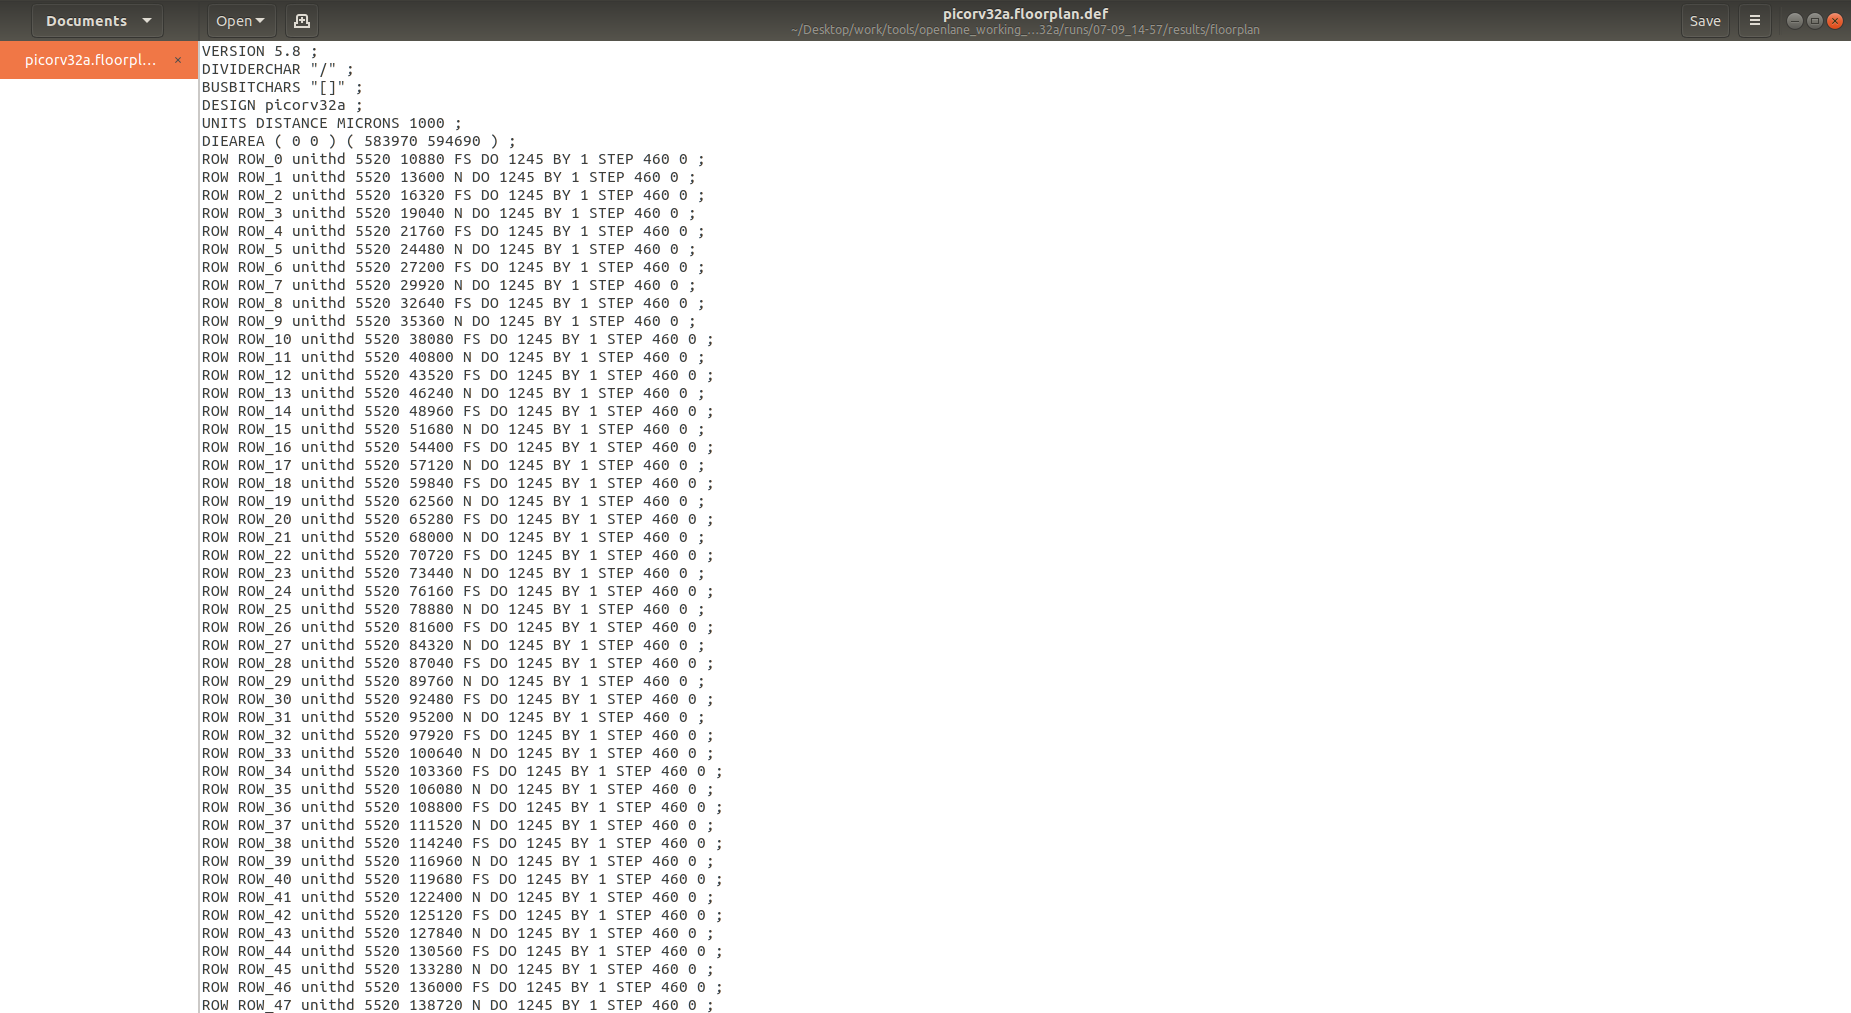 Documents
Open
picorv32a.floorplan.def
~/Desktop/work/tools/openlane_working_...32a/runs/07-09_14-57/results/floorplan
Save
picorv32a.floorpl...
VERSION 5.8 ;
DIVIDERCHAR "/" ;
BUSBITCHARS "[]" ;
DESIGN picorv32a ;
UNITS DISTANCE MICRONS 1000 ;
DIEAREA ( 0 0 ) ( 583970 594690 ) ;
ROW ROW_0 unithd 5520 10880 FS DO 1245 BY 1 STEP 460 0 ;
ROW ROW_1 unithd 5520 13600 N DO 1245 BY 1 STEP 460 0 ;
ROW ROW_2 unithd 5520 16320 FS DO 1245 BY 1 STEP 460 0 ;
ROW ROW_3 unithd 5520 19040 N DO 1245 BY 1 STEP 460 0 ;
ROW ROW_4 unithd 5520 21760 FS DO 1245 BY 1 STEP 460 0 ;
ROW ROW_5 unithd 5520 24480 N DO 1245 BY 1 STEP 460 0 ;
ROW ROW_6 unithd 5520 27200 FS DO 1245 BY 1 STEP 460 0 ;
ROW ROW_7 unithd 5520 29920 N DO 1245 BY 1 STEP 460 0 ;
ROW ROW_8 unithd 5520 32640 FS DO 1245 BY 1 STEP 460 0 ;
ROW ROW_9 unithd 5520 35360 N DO 1245 BY 1 STEP 460 0 ;
ROW ROW_10 unithd 5520 38080 FS DO 1245 BY 1 STEP 460 0 ;
ROW ROW_11 unithd 5520 40800 N DO 1245 BY 1 STEP 460 0 ;
ROW ROW_12 unithd 5520 43520 FS DO 1245 BY 1 STEP 460 0 ;
ROW ROW_13 unithd 5520 46240 N DO 1245 BY 1 STEP 460 0 ;
ROW ROW_14 unithd 5520 48960 FS DO 1245 BY 1 STEP 460 0 ;
ROW ROW_15 unithd 5520 51680 N DO 1245 BY 1 STEP 460 0 ;
ROW ROW_16 unithd 5520 54400 FS DO 1245 BY 1 STEP 460 0 ;
ROW ROW_17 unithd 5520 57120 N DO 1245 BY 1 STEP 460 0 ;
ROW ROW_18 unithd 5520 59840 FS DO 1245 BY 1 STEP 460 0 ;
ROW ROW_19 unithd 5520 62560 N DO 1245 BY 1 STEP 460 0 ;
ROW ROW_20 unithd 5520 65280 FS DO 1245 BY 1 STEP 460 0 ;
ROW ROW_21 unithd 5520 68000 N DO 1245 BY 1 STEP 460 0 ;
ROW ROW_22 unithd 5520 70720 FS DO 1245 BY 1 STEP 460 0 ;
ROW ROW_23 unithd 5520 73440 N DO 1245 BY 1 STEP 460 0 ;
ROW ROW_24 unithd 5520 76160 FS DO 1245 BY 1 STEP 460 0 ;
ROW ROW_25 unithd 5520 78880 N DO 1245 BY 1 STEP 460 0 ;
ROW ROW_26 unithd 5520 81600 FS DO 1245 BY 1 STEP 460 0 ;
ROW ROW_27 unithd 5520 84320 N DO 1245 BY 1 STEP 460 0 ;
ROW ROW_28 unithd 5520 87040 FS DO 1245 BY 1 STEP 460 0 ;
ROW ROW_29 unithd 5520 89760 N DO 1245 BY 1 STEP 460 0 ;
ROW ROW_30 unithd 5520 92480 FS DO 1245 BY 1 STEP 460 0 ;
ROW ROW_31 unithd 5520 95200 N DO 1245 BY 1 STEP 460 0 ;
ROW ROW_32 unithd 5520 97920 FS DO 1245 BY 1 STEP 460 0 ;
ROW ROW_33 unithd 5520 100640 N DO 1245 BY 1 STEP 460 0 ;
ROW ROW_34 unithd 5520 103360 FS DO 1245 BY 1 STEP 460 0 ;
ROW ROW_35 unithd 5520 106080 N DO 1245 BY 1 STEP 460 0 ;
ROW ROW_36 unithd 5520 108800 FS DO 1245 BY 1 STEP 460 0 ;
ROW ROW_37 unithd 5520 111520 N DO 1245 BY 1 STEP 460 0 ;
ROW ROW_38 unithd 5520 114240 FS DO 1245 BY 1 STEP 460 0 ;
ROW ROW_39 unithd 5520 116960 N DO 1245 BY 1 STEP 460 0 ;
ROW ROW_40 unithd 5520 119680 FS DO 1245 BY 1 STEP 460 0 ;
ROW ROW_41 unithd 5520 122400 N DO 1245 BY 1 STEP 460 0 ;
ROW ROW_42 unithd 5520 125120 FS DO 1245 BY 1 STEP 460 0 ;
ROW ROW_43 unithd 5520 127840 N DO 1245 BY 1 STEP 460 0 ;
ROW ROW_44 unithd 5520 130560 FS DO 1245 BY 1 STEP 460 0 ;
ROW ROW_45 unithd 5520 133280 N DO 1245 BY 1 STEP 460 0 ;
ROW ROW_46 unithd 5520 136000 FS DO 1245 BY 1 STEP 460 0 ;
ROW ROW_47 unithd 5520 138720 N DO 1245 BY 1 STEP 460 0 ;